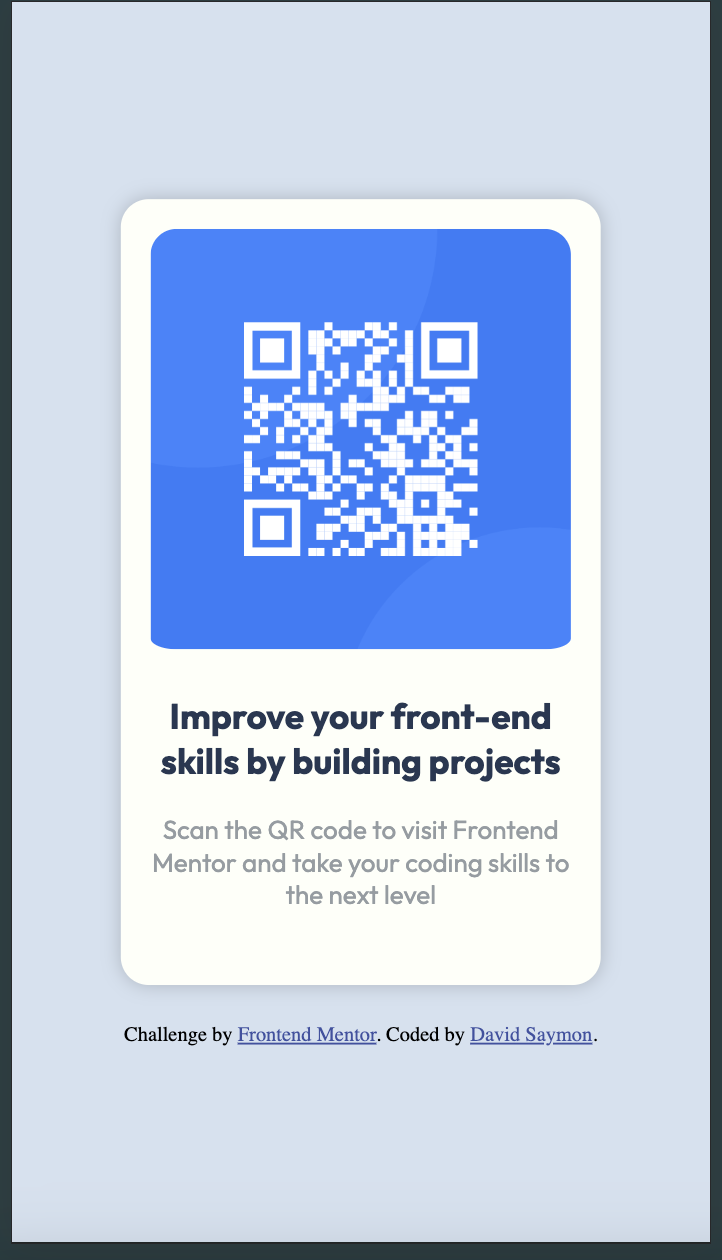 Improve your front-end
skills by building projects
Scan the QR code to visit Frontend
Mentor and take your coding skills to
the next level
Challenge by Frontend Mentor. Coded by David Saymon.